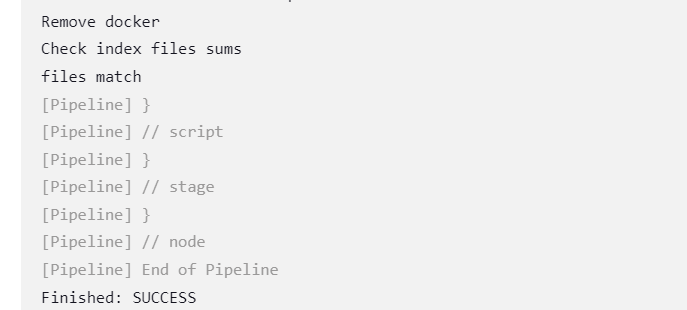 Remove docker
Check index files sums
files match
[Pipeline] }
[Pipeline] // script
[Pipeline] }
[Pipeline] // stage
[Pipeline] }
[Pipeline] // node
[Pipeline] End of Pipeline
Finished: SUCCESS